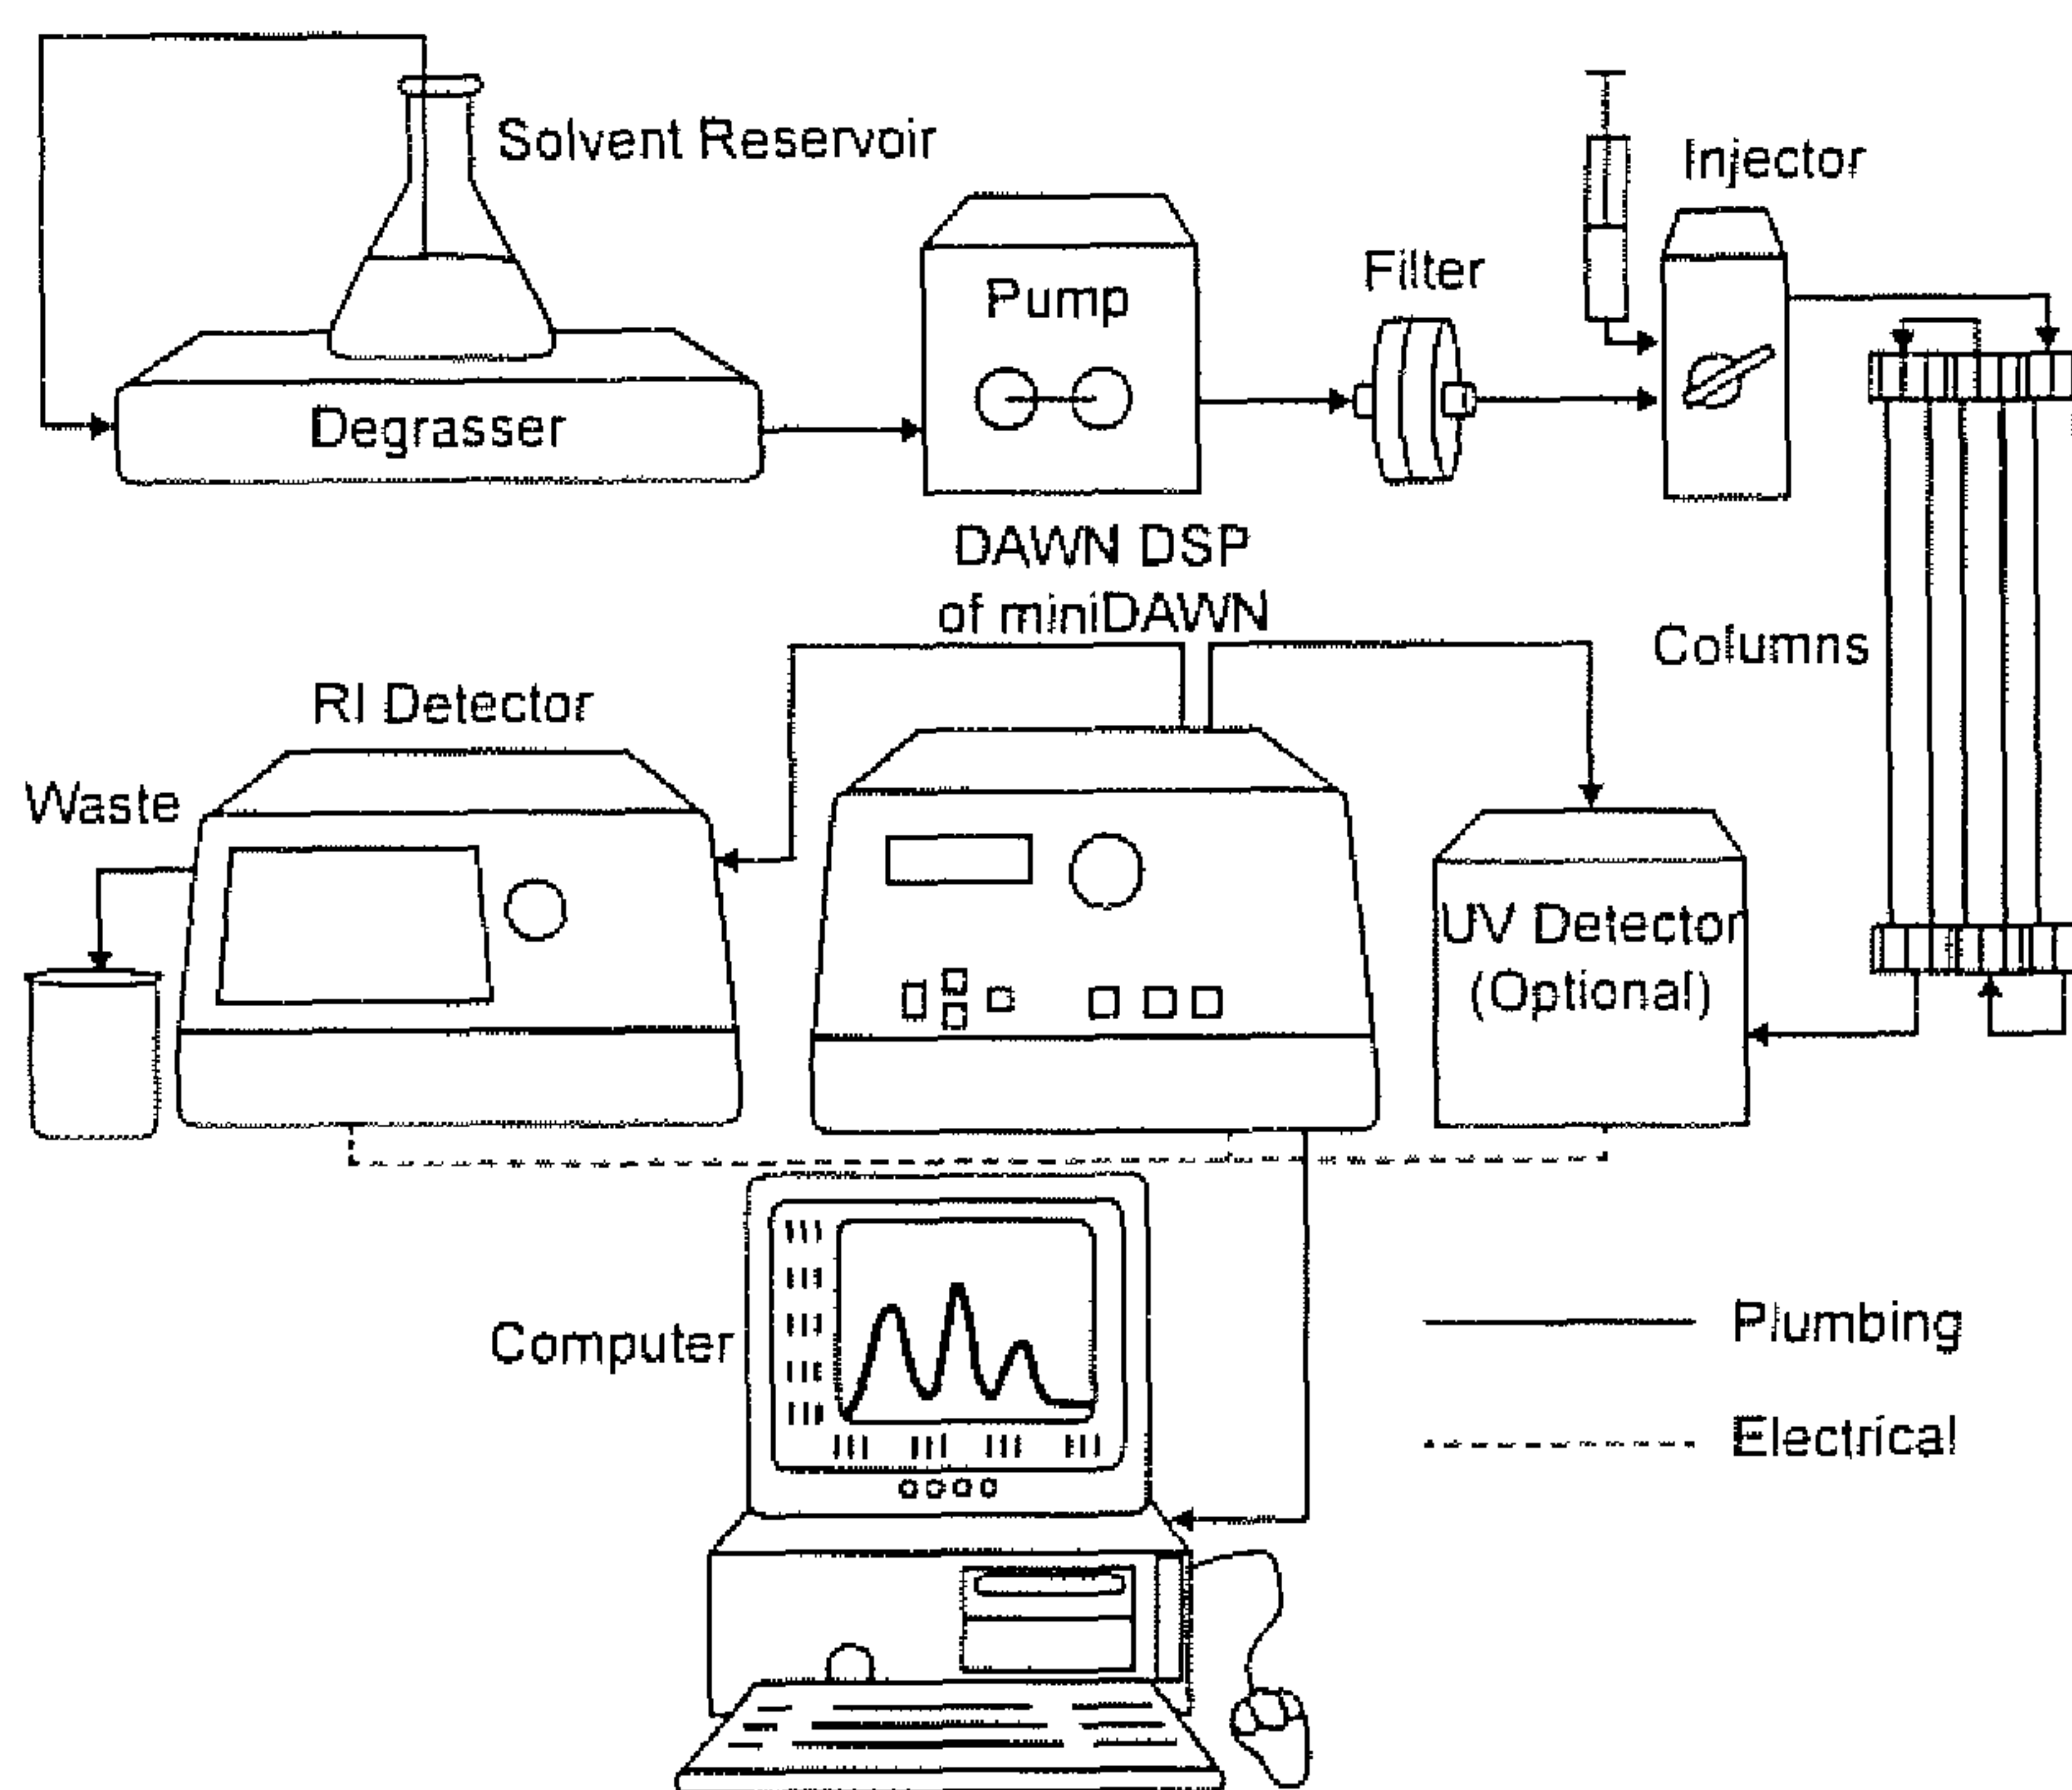 Solvent Reservoir
Injector
Filter
Pump
Degrasser
DAWN DSP
of miniDAWN
Columns
RI Detector
Waste
UV Detector
(Optional)
Computer
Plumbing
Electrical